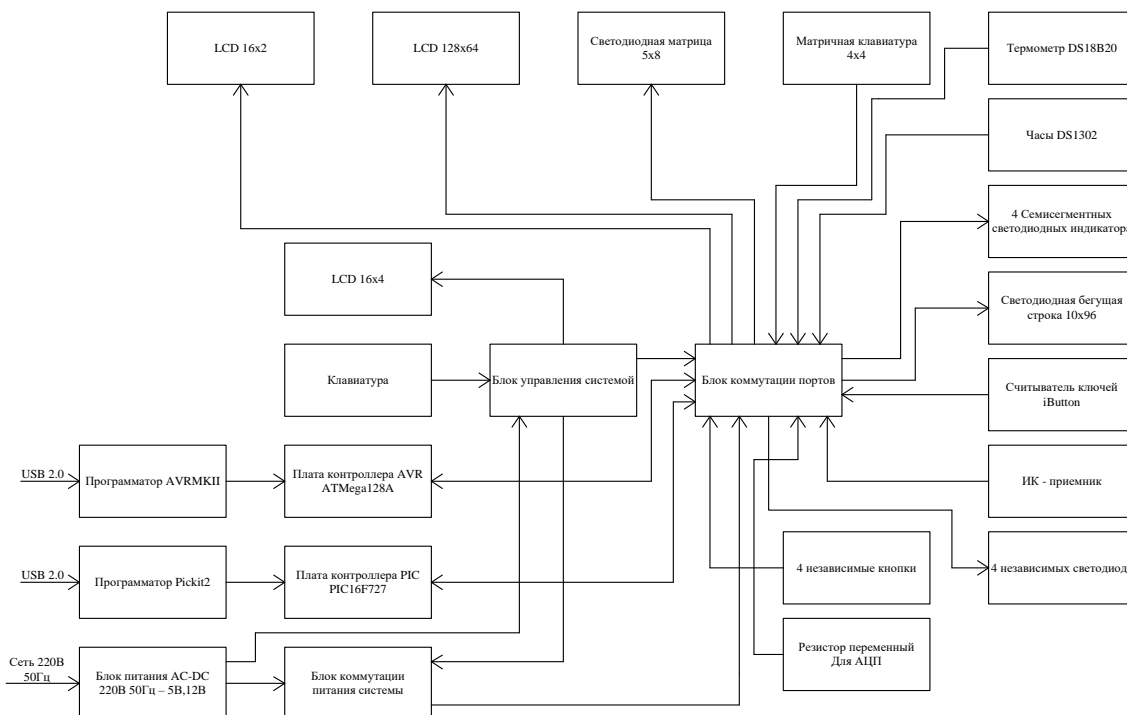 LCD 16x2
LCD 128x64
Светодиодная матрица
5x8
Матричная клавиатура
4x4
Термометр DS18B20
Часы DS1302
4 Семисегментных
светодиодных индикатора
LCD 16x4
Светодиодная бегущая
строка 10x96
Клавиатура
Блок управления системой
Блок коммутации портов
Считыватель ключей
iButton
USB 2.0
Программатор AVRMKII
Плата контроллера AVR
ATMega128A
ИК - приемник
USB 2.0
Программатор Pickit2
Плата контроллера PIC
PIC16F727
4 независимые кнопки
4 независимых светодиод
Сеть 220В
50Гц
Блок питания AC-DC
220В 50Гц – 5В,12В
Блок коммутации
питания системы
Резистор переменный
Для АЦП